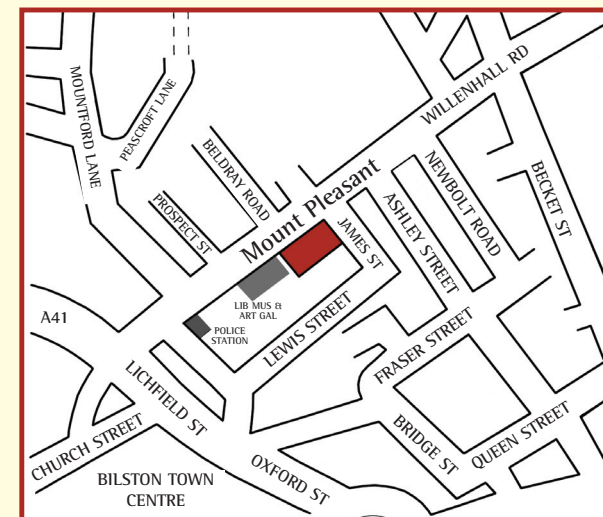 WILLENHALL RD
MOUNTFORD LANE
PEASCROFT LANE
BELDRAY ROAD
Mount Pleasant
NEWBOLT ROAD
BECKET ST
PROSPECT ST
JAMES ST
ASHLEY STREET
LIB MUS &
ART GAL
A41
POLICE
STATION
LEWIS STREET
FRASER STREET
LICHFIELD ST
CHURCH STREET
BRIDGE ST
QUEEN STREET
OXFORD ST
BILSTON TOWN
CENTRE